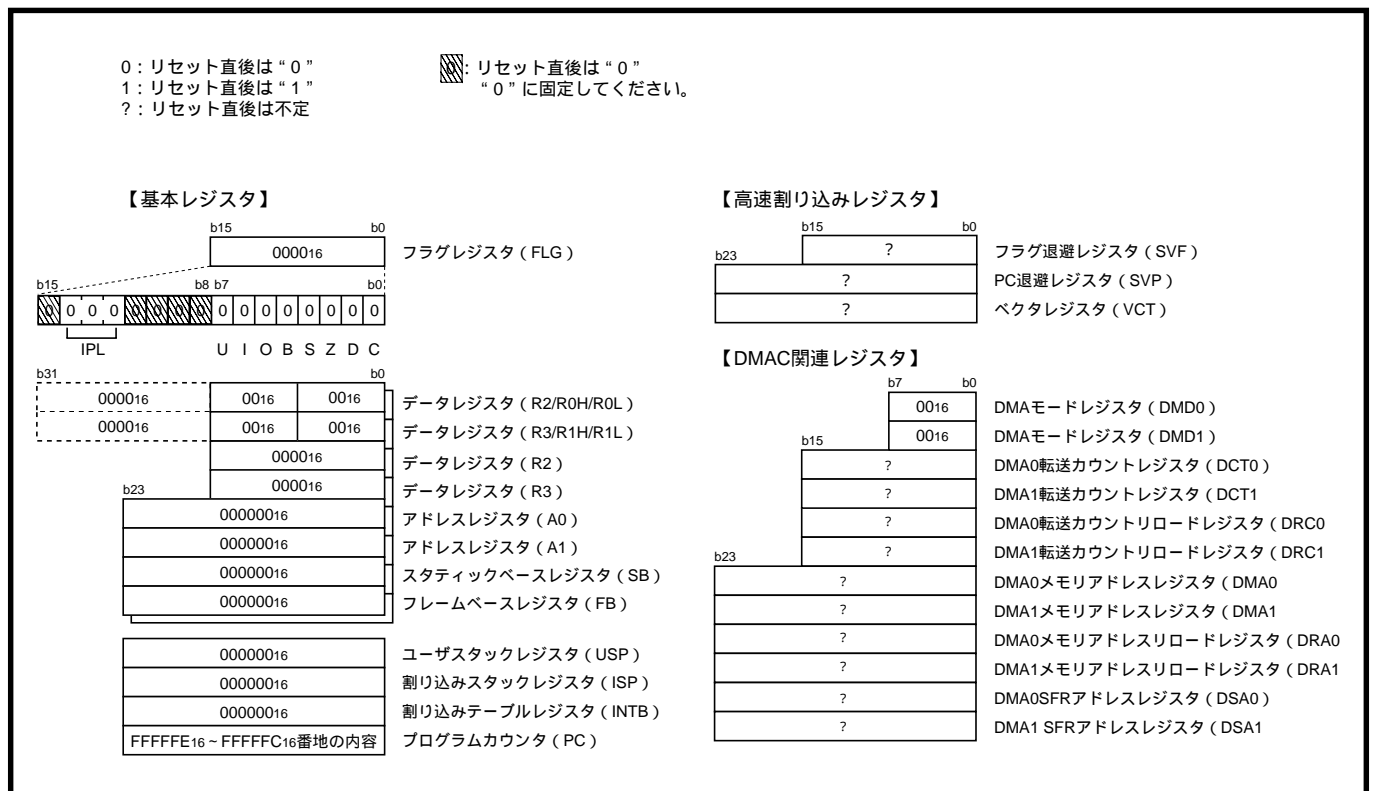 0：リセット直後は“0”
1：リセット直後は“1”
?：リセット直後は不定
0：リセット直後は“0”
“0”に固定してください。
【基本レジスタ】
b15 b0
000016 フラグレジスタ（FLG）
b15 b8 b7 b0
0 0 0 0 0 0 0 0 0 0 0 0 0 0 0 0
IPL U I O B S Z D C
b31 b0
000016 0016 0016 データレジスタ（R2/R0H/R0L）
000016 0016 0016 データレジスタ（R3/R1H/R1L）
000016 データレジスタ（R2）
b23 000016 データレジスタ（R3）
00000016 アドレスレジスタ（A0）
00000016 アドレスレジスタ（A1）
00000016 スタティックベースレジスタ（SB）
00000016 フレームベースレジスタ（FB）
00000016 ユーザスタックレジスタ（USP）
00000016 割り込みスタックレジスタ（ISP）
00000016 割り込みテーブルレジスタ（INTB）
FFFFFE16～FFFFFC16番地の内容 プログラムカウンタ（PC）
【高速割り込みレジスタ】
b15 b0
b23 ? フラグ退避レジスタ（SVF）
? PC退避レジスタ（SVP）
? ベクタレジスタ（VCT）
【DMAC関連レジスタ】
b7 b0
0016 DMAモードレジスタ（DMD0）
b15 0016 DMAモードレジスタ（DMD1）
? DMA0転送カウントレジスタ（DCT0）
? DMA1転送カウントレジスタ（DCT1
? DMA0転送カウントリロードレジスタ（DRC0
b23 ? DMA1転送カウントリロードレジスタ（DRC1
? DMA0メモリアドレスレジスタ（DMA0
? DMA1メモリアドレスレジスタ（DMA1
? DMA0メモリアドレスリロードレジスタ（DRA0
? DMA1メモリアドレスリロードレジスタ（DRA1
? DMA0SFRアドレスレジスタ（DSA0）
? DMA1 SFRアドレスレジスタ（DSA1